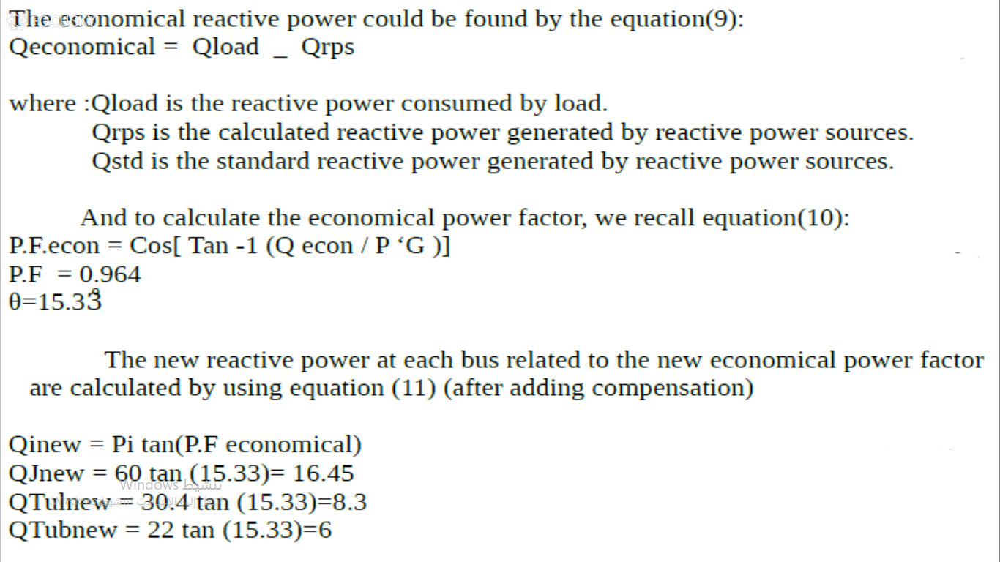 The economical reactive power could be found by the equation(9):
Qeconomical = Qload _ Qrps
where :Qload is the reactive power consumed by load.
Qrps is the calculated reactive power generated by reactive power sources.
Qstd is the standard reactive power generated by reactive power sources.
And to calculate the economical power factor, we recall equation(10):
P.F.econ = Cos[ Tan -1 (Q econ / P ‘G )]
P.F = 0.964
θ=15.33°
The new reactive power at each bus related to the new economical power factor
are calculated by using equation (11) (after adding compensation)
Qinew = Pi tan(P.F economical)
QJnew = 60 tan (15.33)= 16.45
تنشيط Windows
QTulnew = 30.4 tan (15.33)=8.3
QTubnew = 22 tan (15.33)=6